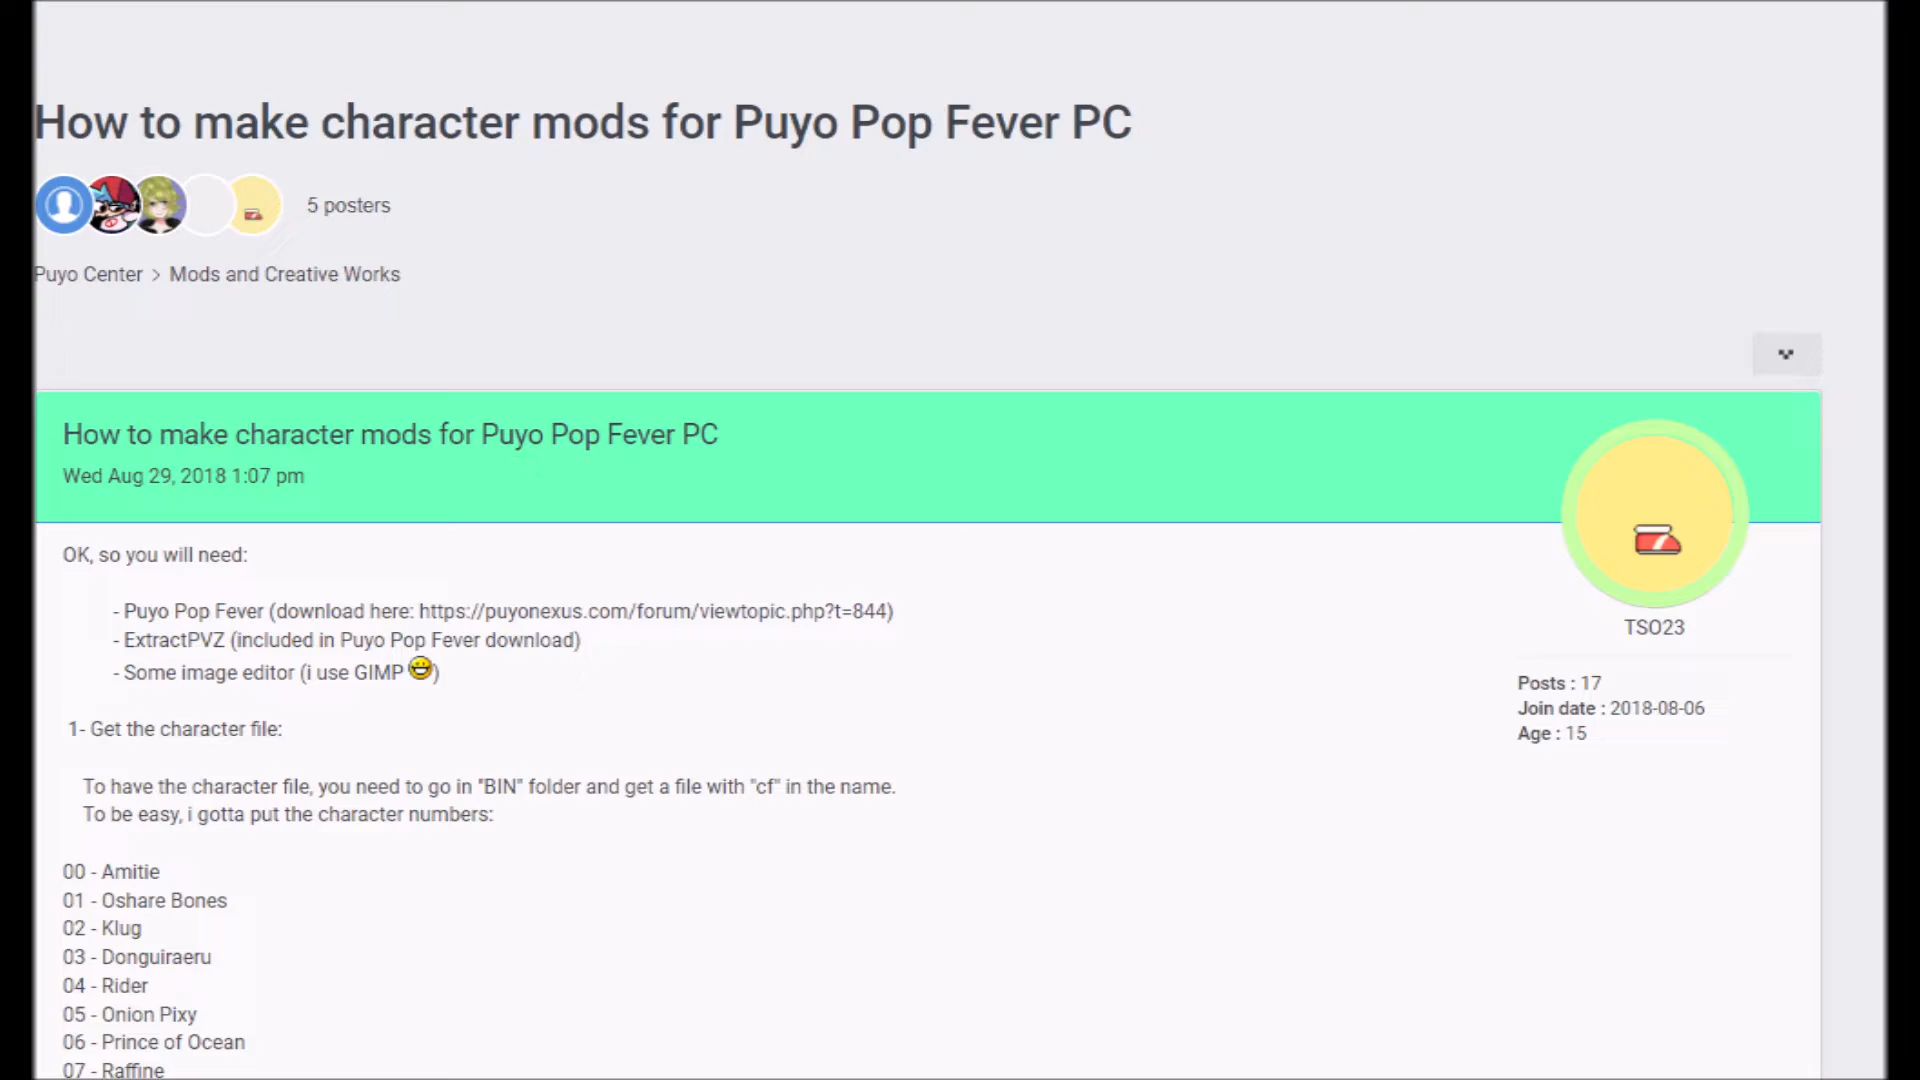 How to make character mods for Puyo Pop Fever PC
5 posters
Puyo Center > Mods and Creative Works
How to make character mods for Puyo Pop Fever PC
Wed Aug 29, 2018 1:07 pm
OK, so you will need:
- Puyo Pop Fever (download here: https://puyonexus.com/forum/viewtopic.php?t=844)
- ExtractPVZ (included in Puyo Pop Fever download)
- Some image editor (i use GIMP 😀)
1- Get the character file:
To have the character file, you need to go in "BIN" folder and get a file with "cf" in the name.
To be easy, i gotta put the character numbers:
00 - Amitie
01 - Oshare Bones
02 - Klug
03 - Donguiraeru
04 - Rider
05 - Onion Pixy
06 - Prince of Ocean
07 - Raffine
TSO23
Posts : 17
Join date : 2018-08-06
Age : 15